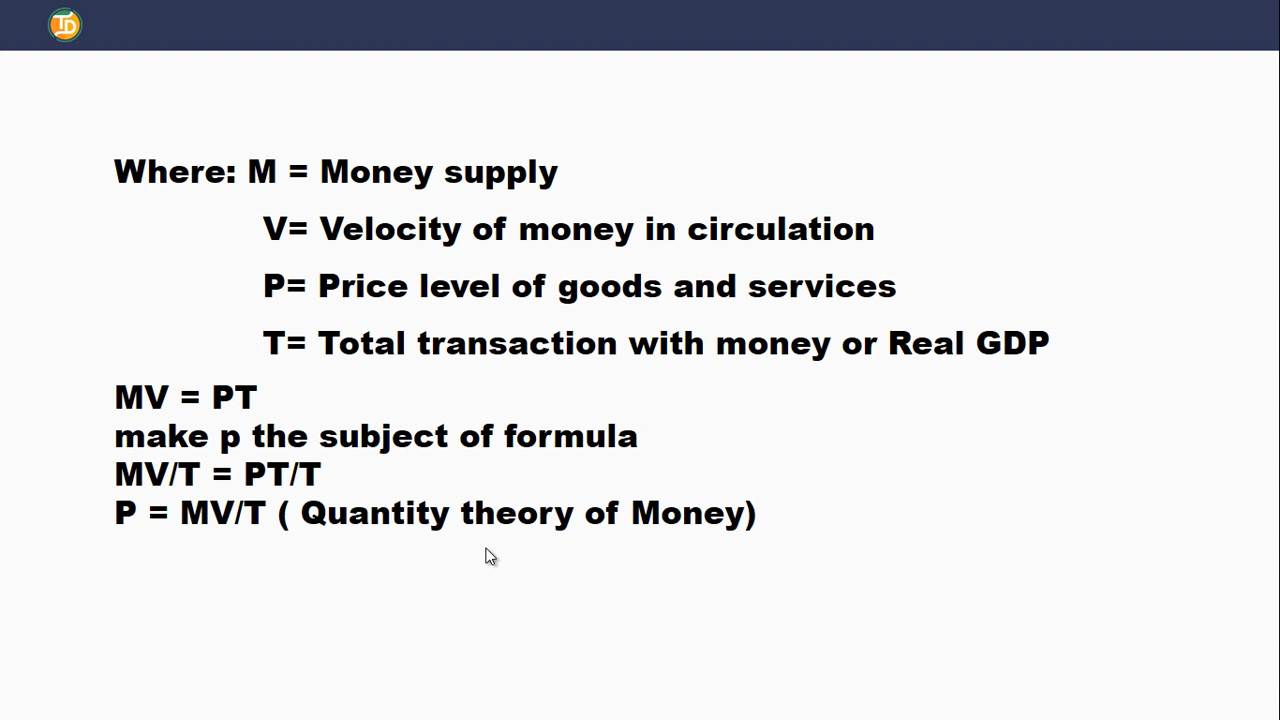 TD
Where: M = Money supply
V= Velocity of money in circulation
P= Price level of goods and services
T= Total transaction with money or Real GDP
MV = PT
make p the subject of formula
MV/T = PT/T
P = MV/T ( Quantity theory of Money)